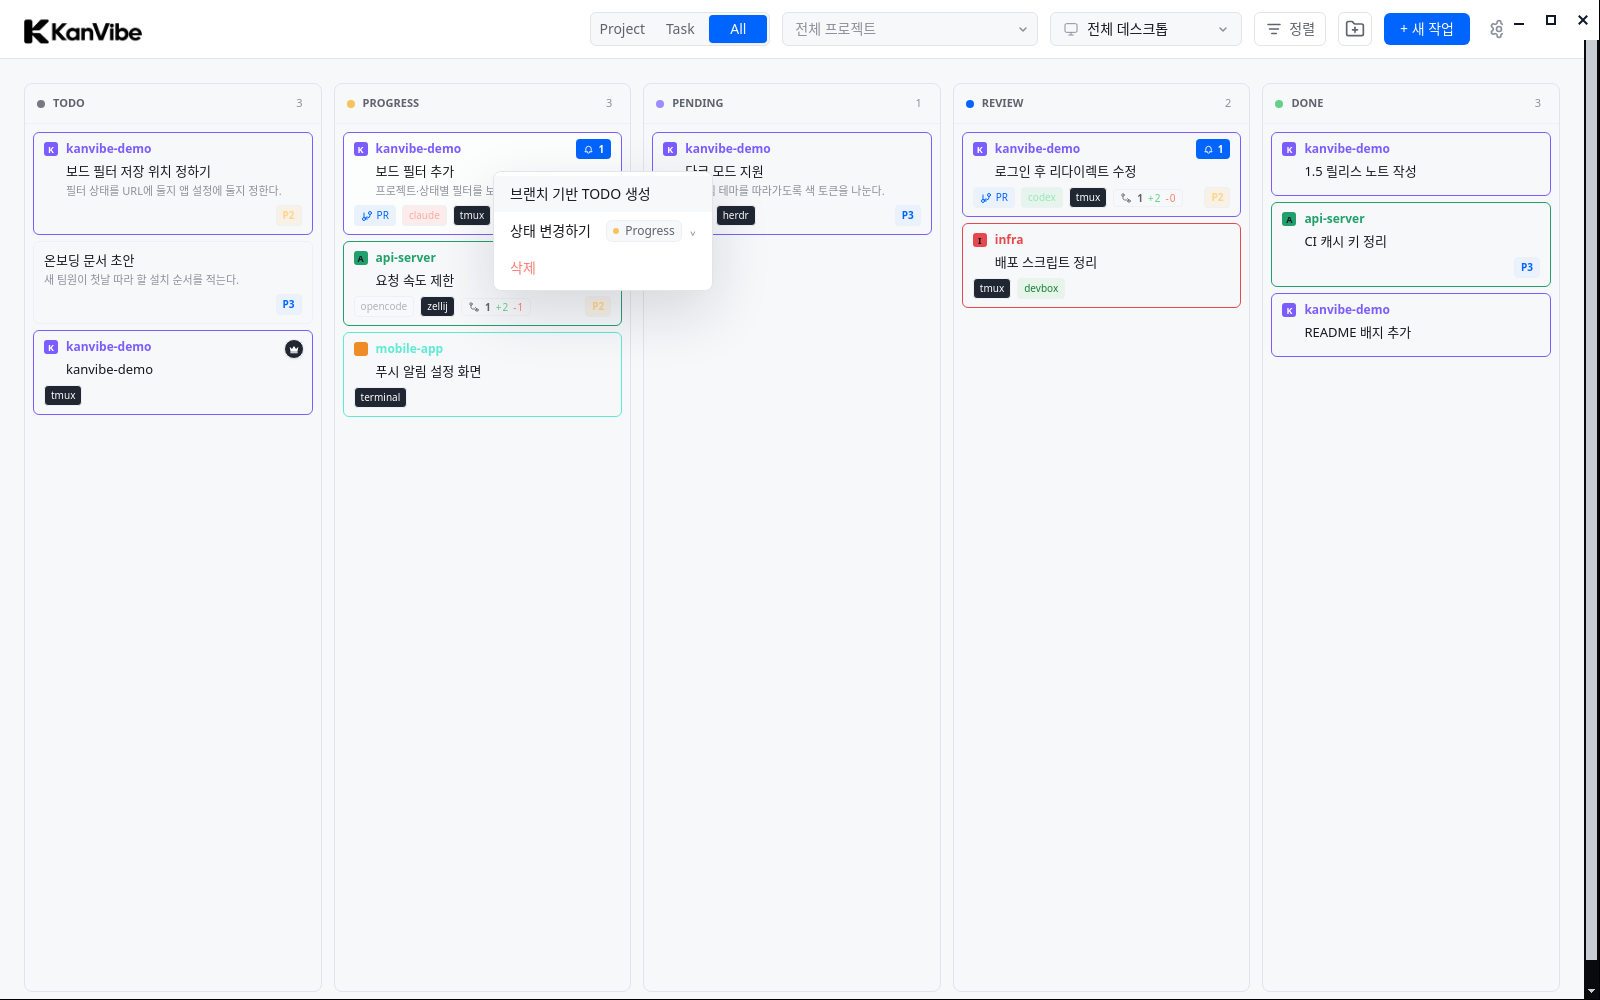 KanVibe
Project Task All
전체 프로젝트
전체 데스크톱
정렬
+ 새 작업
TODO 3
K kanvibe-demo
보드 필터 저장 위치 정하기
필터 상태를 URL에 둘지 앱 설정에 둘지 정한다.
P2
온보딩 문서 초안
새 팀원이 첫날 따라 할 설치 순서를 적는다.
P3
K kanvibe-demo
kanvibe-demo
tmux
PROGRESS 3
K kanvibe-demo 1
보드 필터 추가
프로젝트·상태별 필터를
PR claude tmux
A api-server
요청 속도 제한
opencode zellij 1 +2 -1 P2
mobile-app
푸시 알림 설정 화면
terminal
브랜치 기반 TODO 생성
상태 변경하기 Progress
삭제
PENDING 1
K kanvibe-demo
모드 지원
테마를 따라가도록 색 토큰을 나눈다.
herdr P3
REVIEW 2
K kanvibe-demo 1
로그인 후 리다이렉트 수정
PR codex tmux 1 +2 -0 P2
I infra
배포 스크립트 정리
tmux devbox
DONE 3
K kanvibe-demo
1.5 릴리스 노트 작성
A api-server
CI 캐시 키 정리
P3
K kanvibe-demo
README 배지 추가